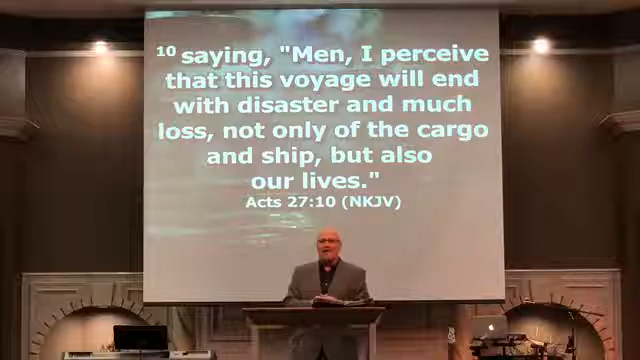 10 saying, "Men, I perceive
that this voyage will end
with disaster and much
loss, not only of the cargo
and ship, but also
our lives."
Acts 27:10 (NKJV)